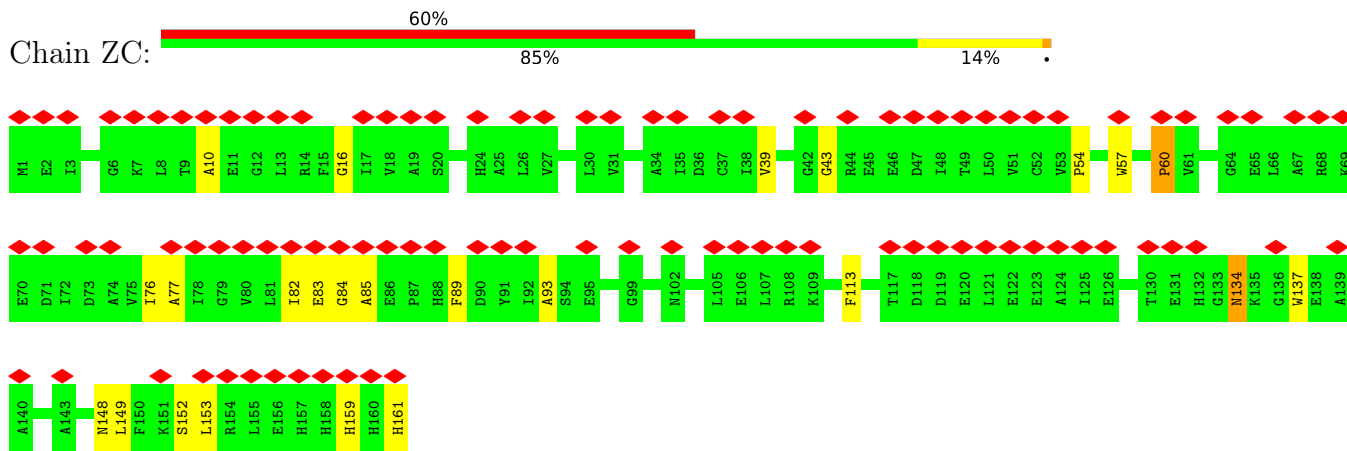 60%
Chain ZC:
85% 14% •
M1 E2 I3 G6 K7 L8 T9 A10 E11 G12 L13 R14 F15 G16 I17 V18 A19 S20 H24 A25 L26 V27 L30 V31 A34 I35 D36 C37 I38 V39 G42 G43 R44 E45 E46 D47 I48 T49 L50 V51 C52 V53 P54 W57 P60 V61 G64 E65 L66 A67 R68 K69
E70 D71 I72 D73 A74 V75 I76 A77 I78 G79 V80 L81 I82 E83 G84 A85 E86 P87 H88 F89 D90 Y91 I92 A93 S94 E95 G99 N102 L105 E106 L107 R108 K109 F113 T117 D118 D119 E120 L121 E122 E123 A124 I125 E126 T130 E131 H132 G133 N134 K135 G136 W137 E138 A139
A140 A143 N148 L149 F150 K151 S152 L153 R154 L155 E156 H157 H158 H159 H160 H161